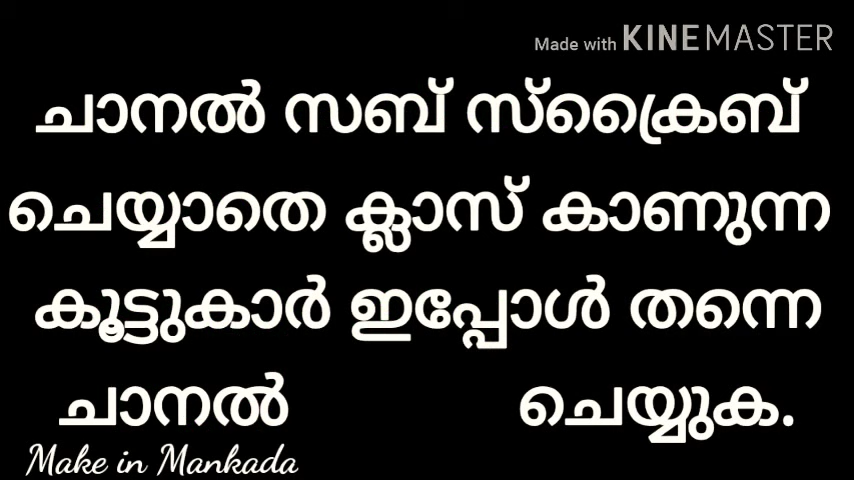 Made with KINEMASTER
ചാനൽ സബ് സ്ക്രൈബ്
ചെയ്യാതെ ക്ലാസ് കാണുന്ന
കൂട്ടുകാർ ഇപ്പോൾ തന്നെ
ചാനൽ ചെയ്യുക.
Make in Mankada